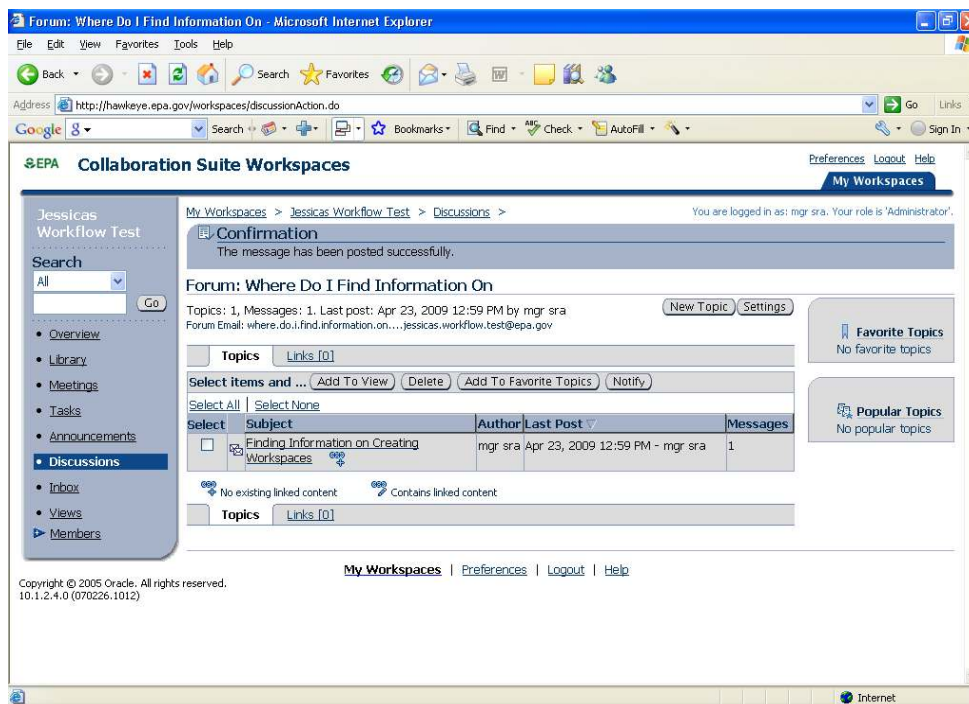 Forum: Where Do I Find Information On - Microsoft Internet Explorer
File Edit View Favorites Tools Help
Back Search Favorites
Address http://hawkeye.epa.gov/workspaces/discussionAction.do Go Links
Google Search Bookmarks Find Check AutoFill Sign In
EPA Collaboration Suite Workspaces
Preferences Logout Help
My Workspaces
Jessicas Workflow Test
Search
All
Go
Overview
Library
Meetings
Tasks
Announcements
Discussions
Inbox
Views
Members
My Workspaces > Jessicas Workflow Test > Discussions >
You are logged in as: mgr sra. Your role is 'Administrator'.
Confirmation
The message has been posted successfully.
Forum: Where Do I Find Information On
Topics: 1, Messages: 1. Last post: Apr 23, 2009 12:59 PM by mgr sra
New Topic Settings
Forum Email: where.do.i.find.information.on....jessicas.workflow.test@epa.gov
Topics Links [0]
Select items and ... Add To View Delete Add To Favorite Topics Notify
Select All | Select None
Select Subject Author Last Post Messages
Finding Information on Creating Workspaces mgr sra Apr 23, 2009 12:59 PM - mgr sra 1
No existing linked content Contains linked content
Topics Links [0]
Favorite Topics
No favorite topics
Popular Topics
No popular topics
My Workspaces | Preferences | Logout | Help
Copyright © 2005 Oracle. All rights reserved.
10.1.2.4.0 (070226.1012)
Internet